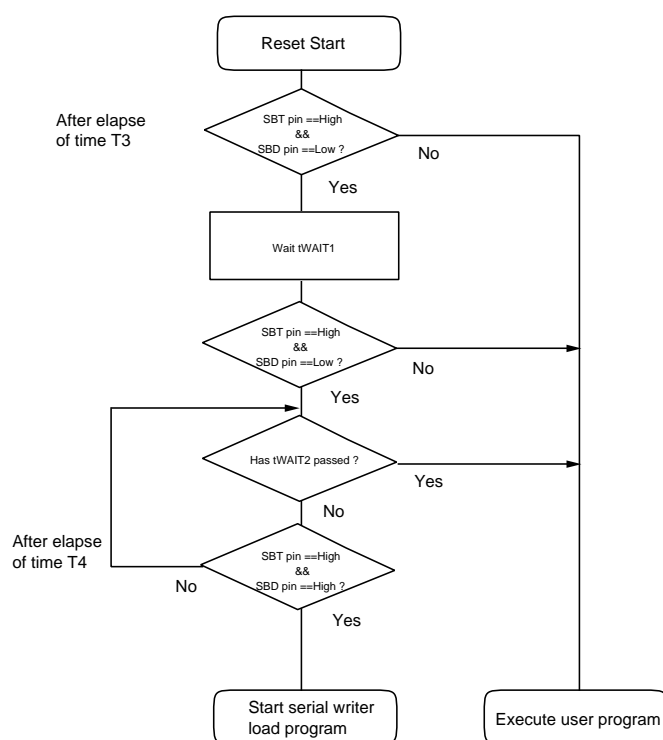 Reset Start
After elapse
of time T3
SBT pin ==High
&&
SBD pin ==Low ?
No
Yes
Wait tWAIT1
SBT pin ==High
&&
SBD pin ==Low ?
No
Yes
Has tWAIT2 passed ?
Yes
No
After elapse
of time T4
SBT pin ==High
&&
SBD pin ==High ?
No
Yes
Start serial writer
load program
Execute user program